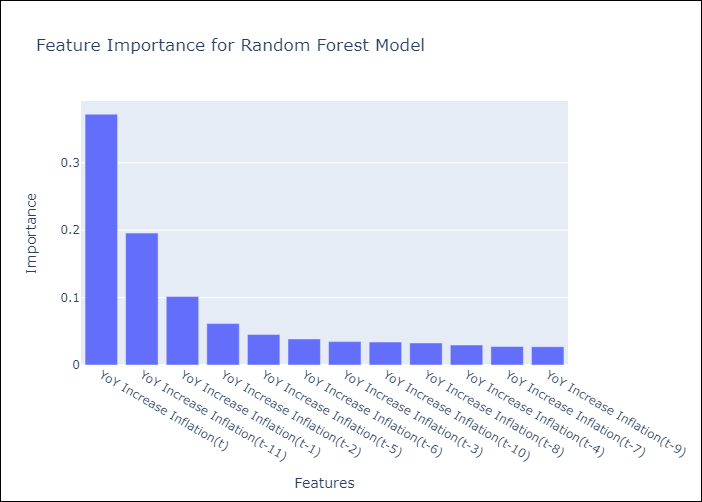 Feature Importance for Random Forest Model
Importance
0.3
0.2
0.1
0
YoY Increase Inflation(t)
YoY Increase Inflation(t-11)
YoY Increase Inflation(t-1)
YoY Increase Inflation(t-2)
YoY Increase Inflation(t-5)
YoY Increase Inflation(t-6)
YoY Increase Inflation(t-3)
YoY Increase Inflation(t-10)
YoY Increase Inflation(t-8)
YoY Increase Inflation(t-4)
YoY Increase Inflation(t-7)
YoY Increase Inflation(t-9)
Features